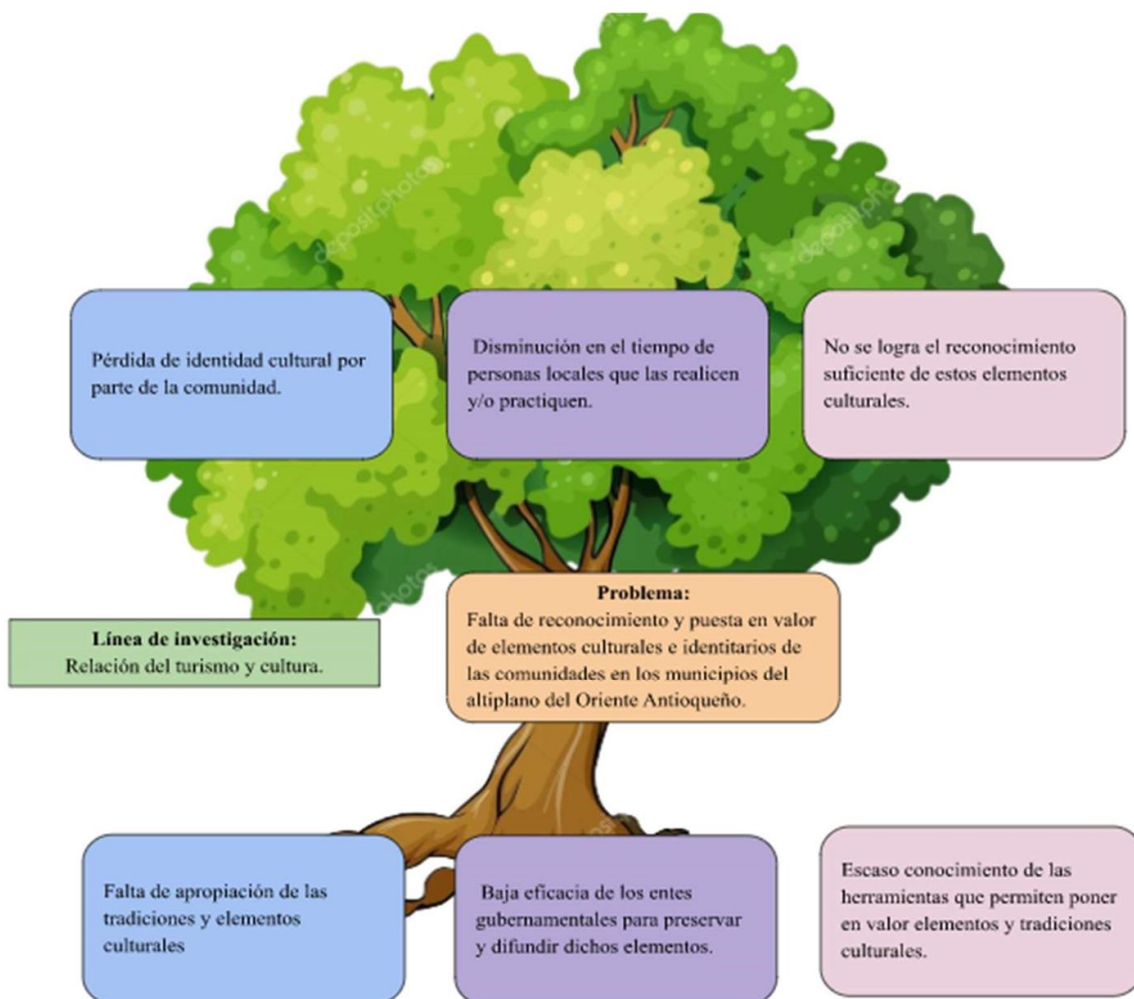 depositphotos
depositphotos
Pérdida de identidad cultural por
parte de la comunidad.
Disminución en el tiempo de
personas locales que las realicen
y/o practiquen.
No se logra el reconocimiento
suficiente de estos elementos
culturales.
Línea de investigación:
Relación del turismo y cultura.
Problema:
Falta de reconocimiento y puesta en valor
de elementos culturales e identitarios de
las comunidades en los municipios del
altiplano del Oriente Antioqueño.
Falta de apropiación de las
tradiciones y elementos
culturales
Baja eficacia de los entes
gubernamentales para preservar
y difundir dichos elementos.
Escaso conocimiento de las
herramientas que permiten poner
en valor elementos y tradiciones
culturales.